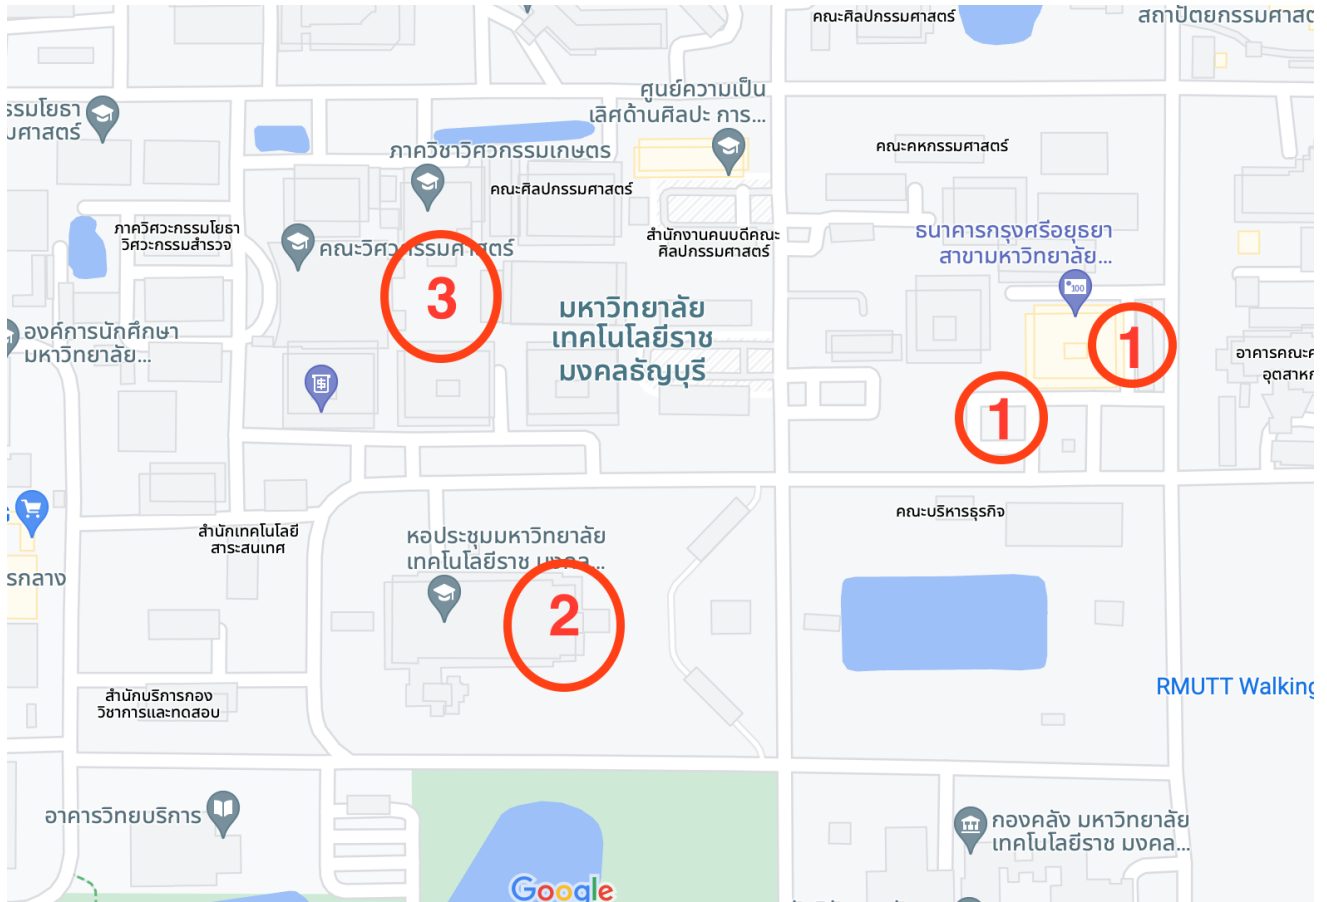 คณะศิลปกรรมศาสตร์
สถาปัตยกรรมศาสต
ศูนย์ความเป็น
เลิศด้านศิลปะ การ...
รรมโยธา
มศาสตร์
ภาควิชาวิศวกรรมเกษตร
คณะศิลปกรรมศาสตร์
คณะคหกรรมศาสตร์
ภาควิศวะกรรมโยธา
วิศวะกรรมสำรวจ
คณะวิศวกรรมศาสตร์
สำนักงานคนบดีคณะ
ศิลปกรรมศาสตร์
ธนาคารกรุงศรีอยุธยา
สาขามหาวิทยาลัย...
100
3
มหาวิทยาลัย
เทคโนโลยีราช
มงคลธัญบุรี
องค์การนักศึกษา
มหาวิทยาลัย...
1
อาคารคณะค
อุตสาห
1
คณะบริหารธุรกิจ
สำนักเทคโนโลยี
สาระสนเทศ
หอประชุมมหาวิทยาลัย
เทคโนโลยีราช มงคล...
รกลาง
2
สำนักบริการกอง
วิชาการและทดสอบ
RMUTT Walking
อาคารวิทยบริการ
กองคลัง มหาวิทยาลัย
เทคโนโลยีราช มงคล...
Google